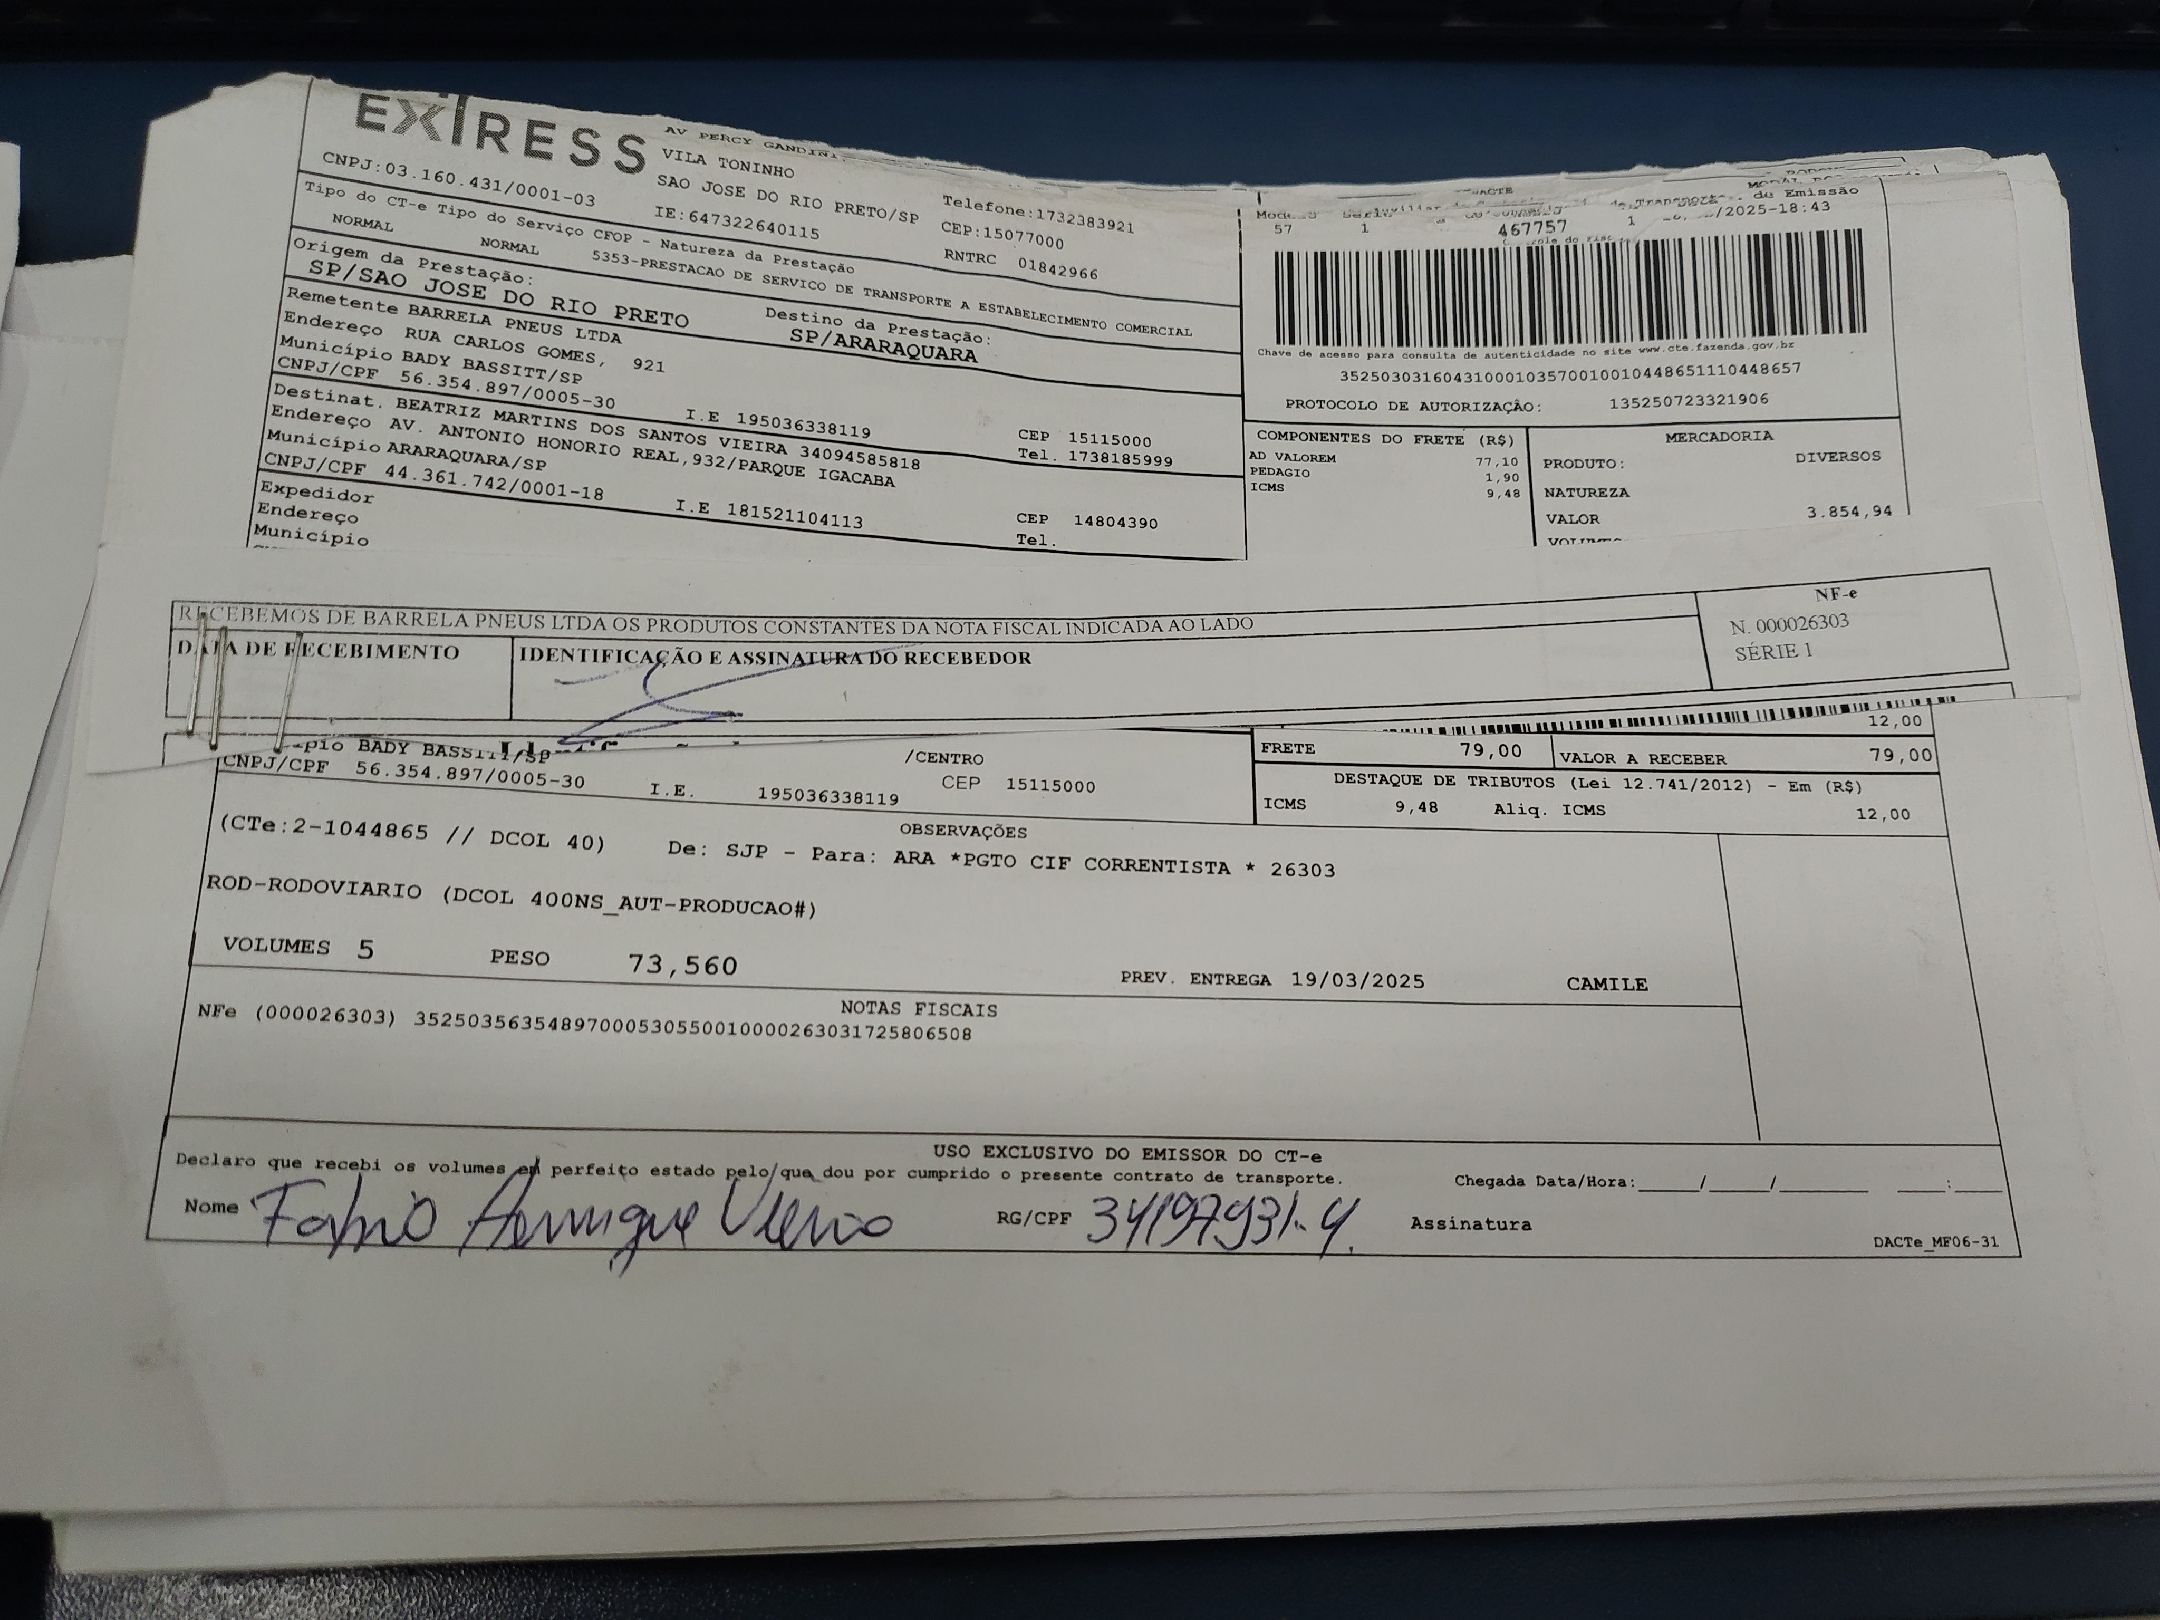 EXPRESS
AV PERCY GANDINI,
VILA TONINHO
SAO JOSE DO RIO PRETO/SP
Telefone:1732383921
CNPJ:03.160.431/0001-03
IE:647322640115
CEP:15077000
RNTRC 01842966
Tipo do CT-e Tipo do Serviço CFOP - Natureza da Prestação
NORMAL NORMAL 5353-PRESTACAO DE SERVICO DE TRANSPORTE A ESTABELECIMENTO COMERCIAL
Origem da Prestação: Destino da Prestação:
SP/SAO JOSE DO RIO PRETO SP/ARARAQUARA
Remetente BARRELA PNEUS LTDA
Endereço RUA CARLOS GOMES, 921
Município BADY BASSITT/SP CEP 15115000
CNPJ/CPF 56.354.897/0005-30 I.E 195036338119 Tel. 1738185999
Destinat. BEATRIZ MARTINS DOS SANTOS VIEIRA 34094585818
Endereço AV. ANTONIO HONORIO REAL,932/PARQUE IGACABA
Município ARARAQUARA/SP CEP 14804390
CNPJ/CPF 44.361.742/0001-18 I.E 181521104113 Tel.
Expedidor
Endereço
Município
DACTE
de Emissão
57 1 467757 1 /2025-18:43
Chave de acesso para consulta de autenticidade no site www.cte.fazenda.gov.br
35250303160431000103570010010448651110448657
PROTOCOLO DE AUTORIZAÇÃO: 135250723321906
COMPONENTES DO FRETE (R$)
AD VALOREM 77,10
PEDAGIO 1,90
ICMS 9,48
MERCADORIA
PRODUTO: DIVERSOS
NATUREZA
VALOR 3.854,94
RECEBEMOS DE BARRELA PNEUS LTDA OS PRODUTOS CONSTANTES DA NOTA FISCAL INDICADA AO LADO
DATA DE RECEBIMENTO
IDENTIFICAÇÃO E ASSINATURA DO RECEBEDOR
NF-e
N. 000026303
SÉRIE 1
12,00
BADY BASSITT/SP /CENTRO
CNPJ/CPF 56.354.897/0005-30 I.E. 195036338119 CEP 15115000
FRETE 79,00 VALOR A RECEBER 79,00
DESTAQUE DE TRIBUTOS (Lei 12.741/2012) - Em (R$)
ICMS 9,48 Aliq. ICMS 12,00
OBSERVAÇÕES
(CTe:2-1044865 // DCOL 40) De: SJP - Para: ARA *PGTO CIF CORRENTISTA * 26303
ROD-RODOVIARIO (DCOL 400NS_AUT-PRODUCAO#)
VOLUMES 5 PESO 73,560 PREV. ENTREGA 19/03/2025 CAMILE
NOTAS FISCAIS
NFe (000026303) 35250356354897000530550010000263031725806508
USO EXCLUSIVO DO EMISSOR DO CT-e
Declaro que recebi os volumes em perfeito estado pelo que dou por cumprido o presente contrato de transporte. Chegada Data/Hora:____/____/______ ___:___
Nome Fabio Henrique Vieira RG/CPF 34197931-4. Assinatura
DACTe_MF06-31